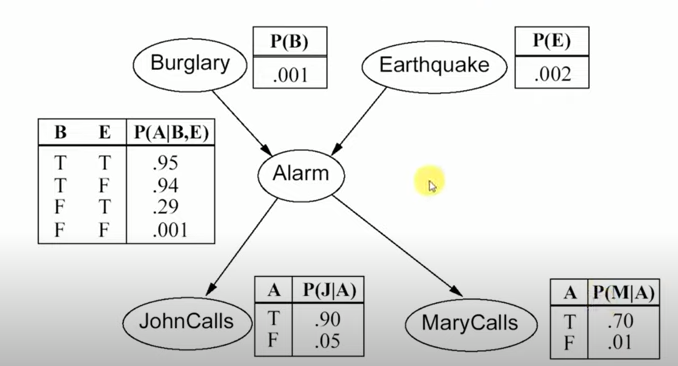 P(B)
.001
Burglary
P(E)
.002
Earthquake
B E P(A|B,E)
T T .95
T F .94
F T .29
F F .001
Alarm
JohnCalls
A P(J|A)
T .90
F .05
MaryCalls
A P(M|A)
T .70
F .01